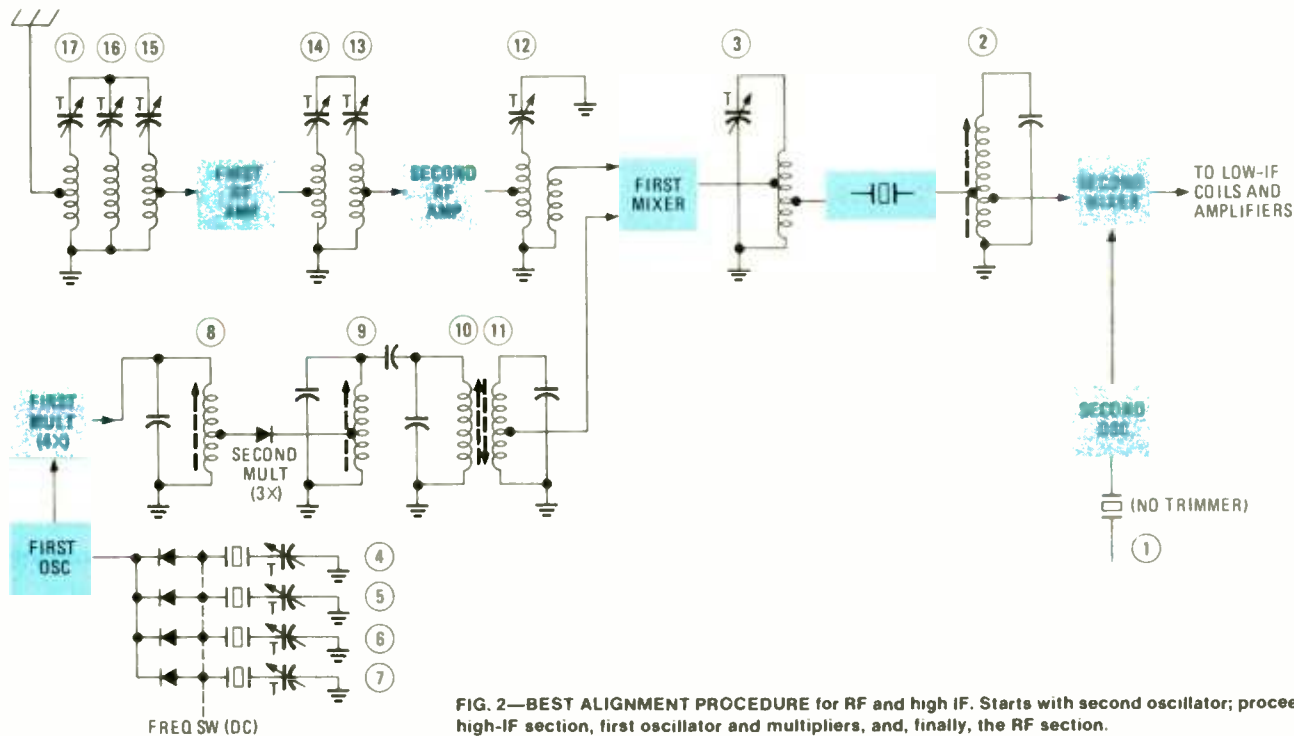 17 16 15 14 13 12 3 2
T T T T T T T
FIRST RF AMP
SECOND RF AMP
FIRST MIXER
SECOND MIXER
TO LOW-IF
COILS AND
AMPLIFIERS
8 9 10 11
FIRST MULT (4X)
SECOND
MULT
(3X)
SECOND OSC
(NO TRIMMER)
1
FIRST OSC
T 4
T 5
T 6
T 7
FREQ SW (DC)
FIG. 2—BEST ALIGNMENT PROCEDURE for RF and high IF. Starts with second oscillator; procee
high-IF section, first oscillator and multipliers, and, finally, the RF section.